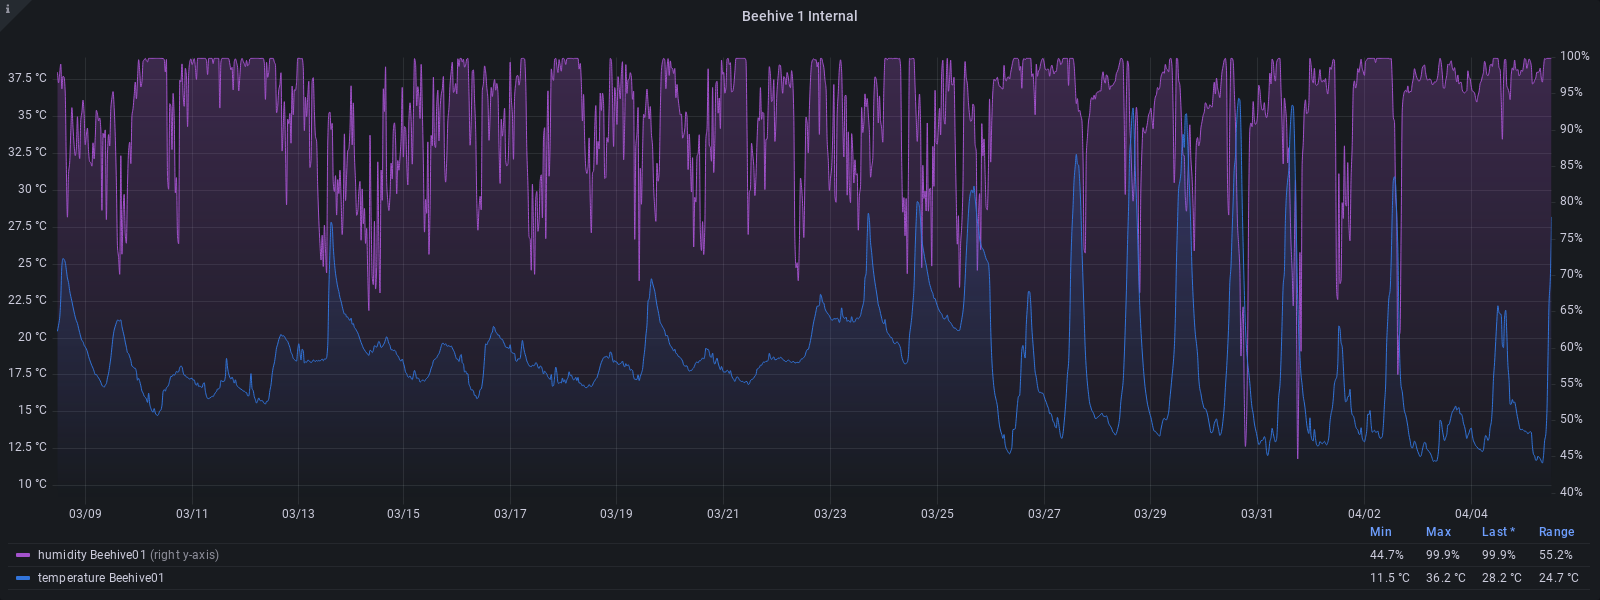 i
Beehive 1 Internal
37.5 °C
35 °C
32.5 °C
30 °C
27.5 °C
25 °C
22.5 °C
20 °C
17.5 °C
15 °C
12.5 °C
10 °C
100%
95%
90%
85%
80%
75%
70%
65%
60%
55%
50%
45%
40%
03/09 03/11 03/13 03/15 03/17 03/19 03/21 03/23 03/25 03/27 03/29 03/31 04/02 04/04
Min Max Last * Range
humidity Beehive01 (right y-axis) 44.7% 99.9% 99.9% 55.2%
temperature Beehive01 11.5 °C 36.2 °C 28.2 °C 24.7 °C